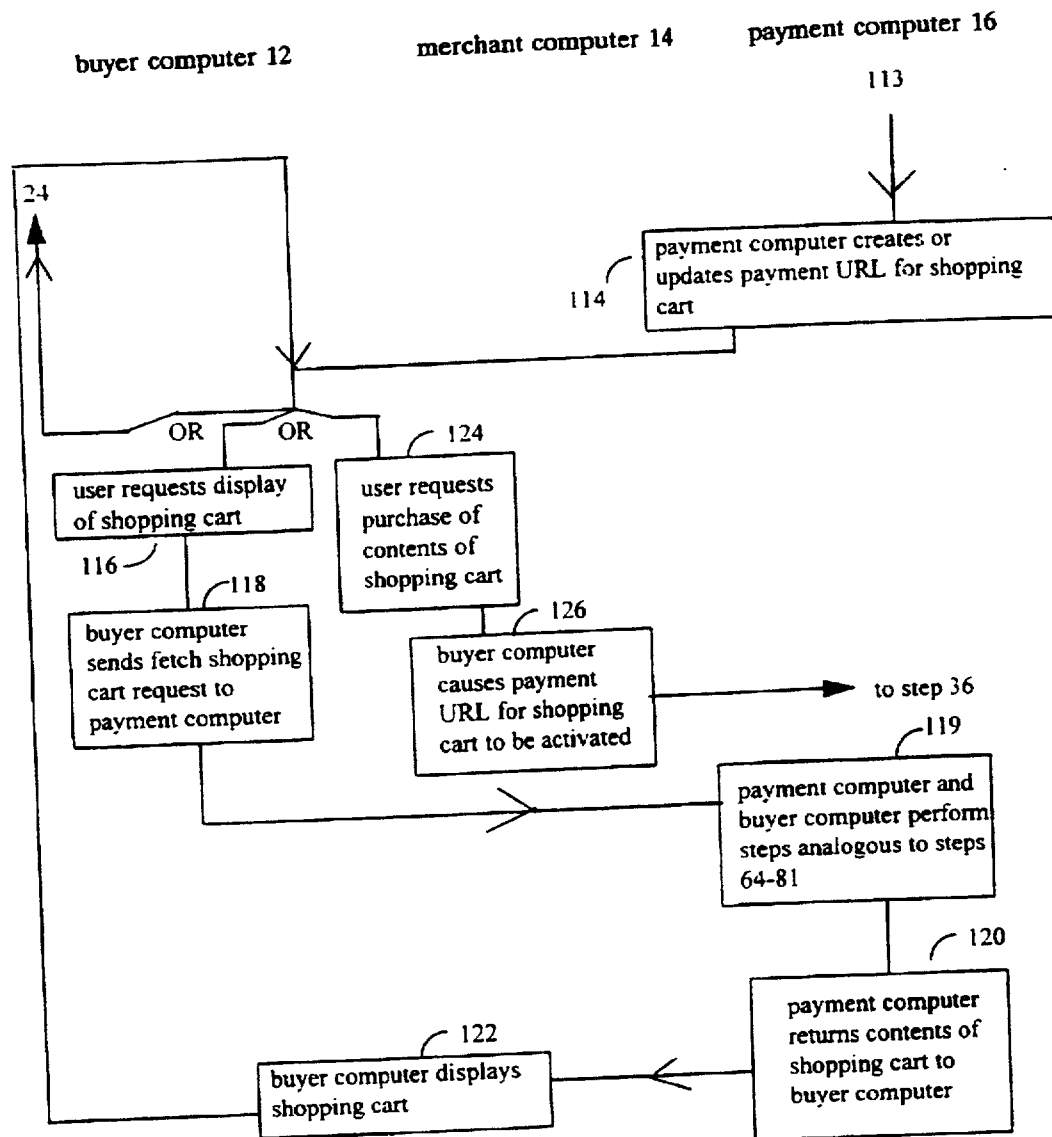 buyer computer 12
merchant computer 14
payment computer 16
113
24
payment computer creates or
updates payment URL for shopping
cart
114
OR
OR
124
user requests display
of shopping cart
116
user requests
purchase of
contents of
shopping cart
118
buyer computer
sends fetch shopping
cart request to
payment computer
126
buyer computer
causes payment
URL for shopping
cart to be activated
to step 36
119
payment computer and
buyer computer perform
steps analogous to steps
64-81
120
payment computer
returns contents of
shopping cart to
buyer computer
122
buyer computer displays
shopping cart